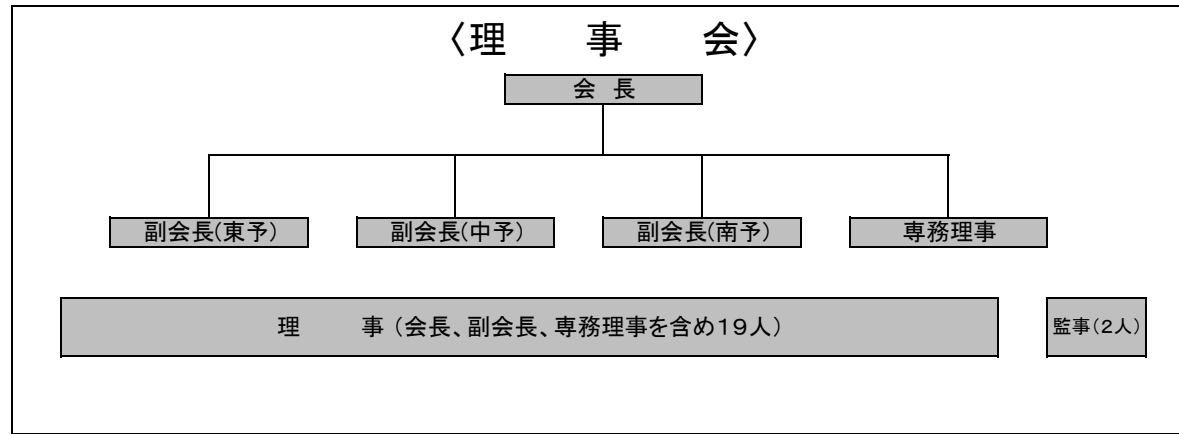 〈理　　事　　会〉
会　長
副会長(東予)
副会長(中予)
副会長(南予)
専務理事
理　　　事 (会長、副会長、専務理事を含め19人)
監事(2人)